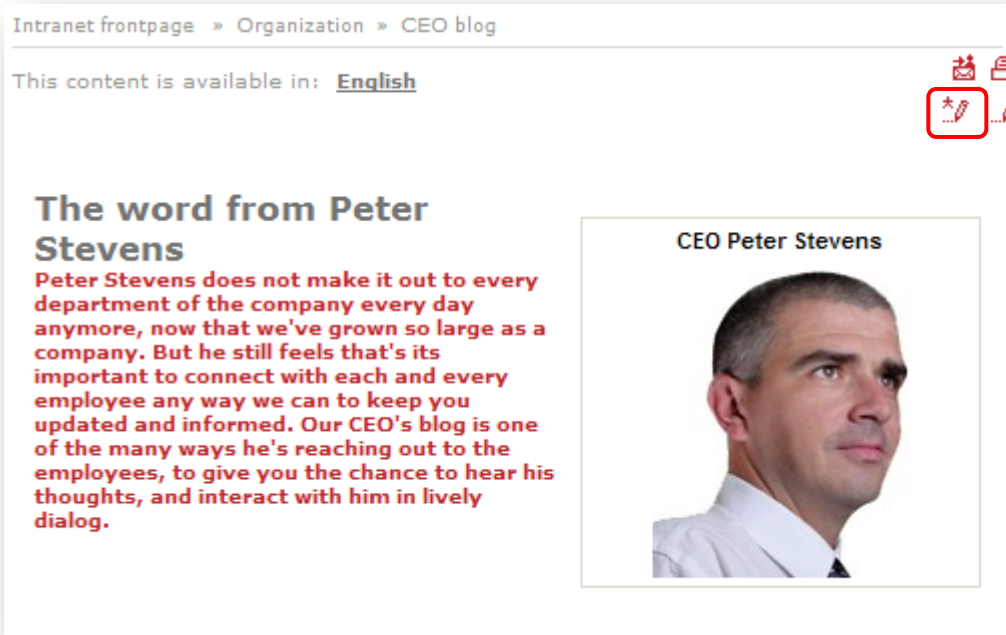 Intranet frontpage » Organization » CEO blog
This content is available in: English
The word from Peter
Stevens
Peter Stevens does not make it out to every
department of the company every day
anymore, now that we've grown so large as a
company. But he still feels that's its
important to connect with each and every
employee any way we can to keep you
updated and informed. Our CEO's blog is one
of the many ways he's reaching out to the
employees, to give you the chance to hear his
thoughts, and interact with him in lively
dialog.
CEO Peter Stevens